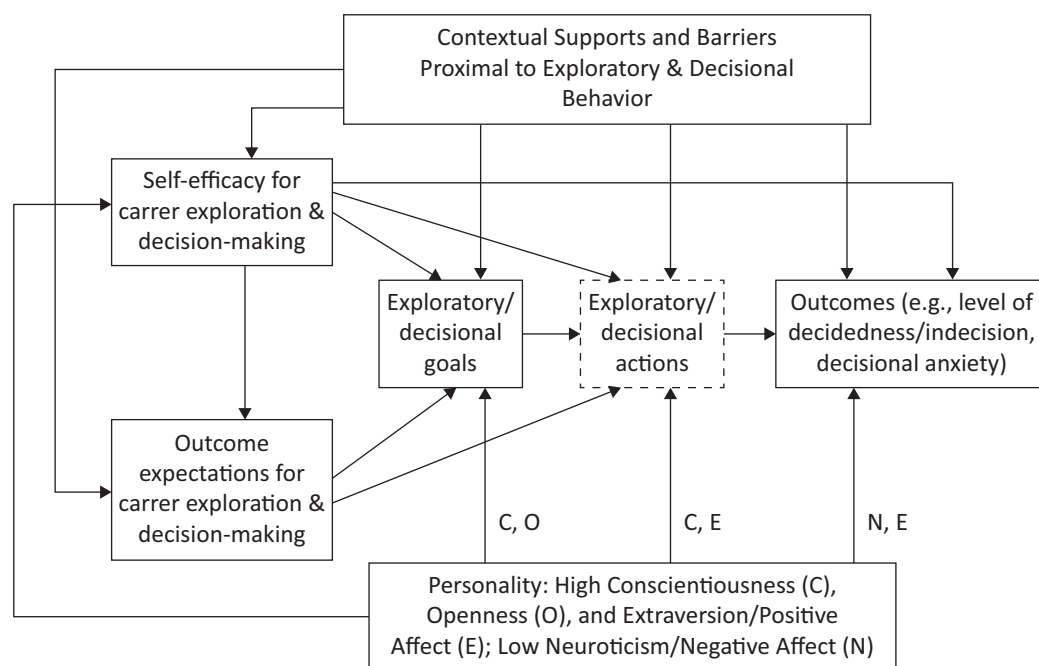 Contextual Supports and Barriers
Proximal to Exploratory & Decisional
Behavior
Self-efficacy for
carrer exploration &
decision-making
Exploratory/
decisional
goals
Exploratory/
decisional
actions
Outcomes (e.g., level of
decidedness/indecision,
decisional anxiety)
Outcome
expectations for
carrer exploration &
decision-making
C, O
C, E
N, E
Personality: High Conscientiousness (C),
Openness (O), and Extraversion/Positive
Affect (E); Low Neuroticism/Negative Affect (N)